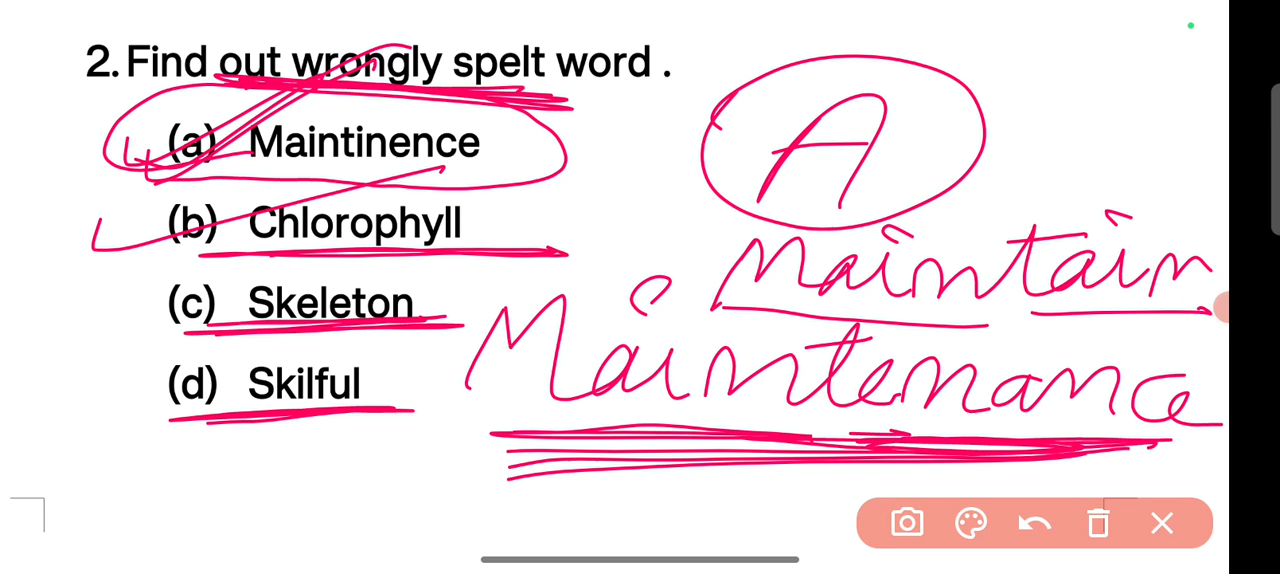 2. Find out wrongly spelt word .
(a) Maintinence
A
(b) Chlorophyll
Maintain
(c) Skeleton
Maintenance
(d) Skilful